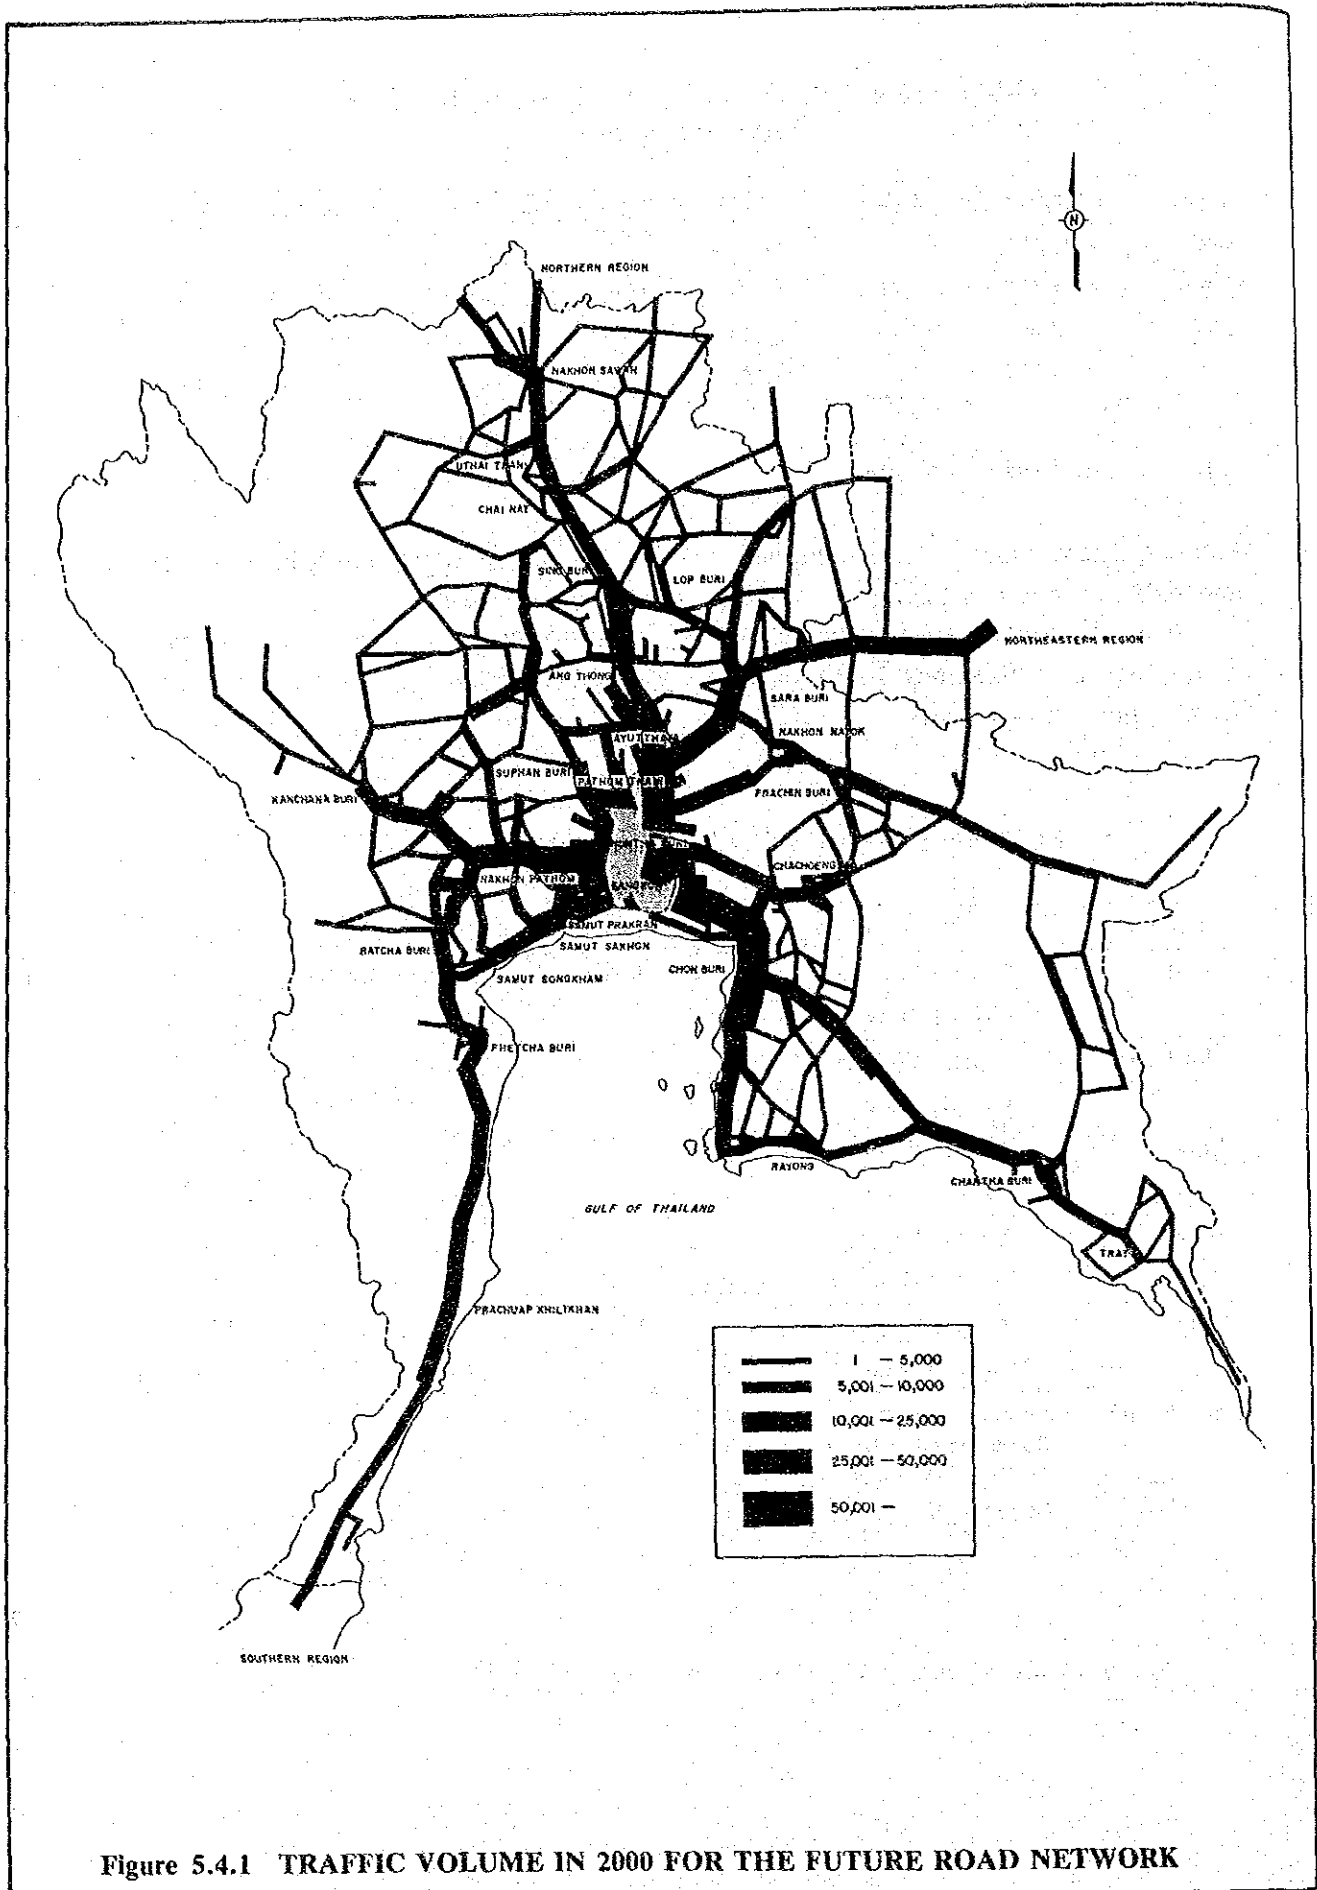 N
NORTHERN REGION
NAKHON SAWAN
UTHAI THANI
CHAI NAT
SING BURI
LOP BURI
NORTHEASTERN REGION
ANG THONG
SARA BURI
NAKHON NAYOK
AYUTTHAYA
SUPHAN BURI
PATHUM THANI
KANCHANA BURI
PRACHIN BURI
CHACHOENG
NAKHON PATHOM
BANGKOK
SAMUT PRAKRAN
SAMUT SAKHON
RATCHA BURI
CHON BURI
SAMUT SONGKHAM
PHETCHA BURI
RAYONG
CHANTHA BURI
GULF OF THAILAND
TRAT
PRACHUAP KHILIKHAN
1 — 5,000
5,001 — 10,000
10,001 — 25,000
25,001 — 50,000
50,001 —
SOUTHERN REGION
Figure 5.4.1 TRAFFIC VOLUME IN 2000 FOR THE FUTURE ROAD NETWORK